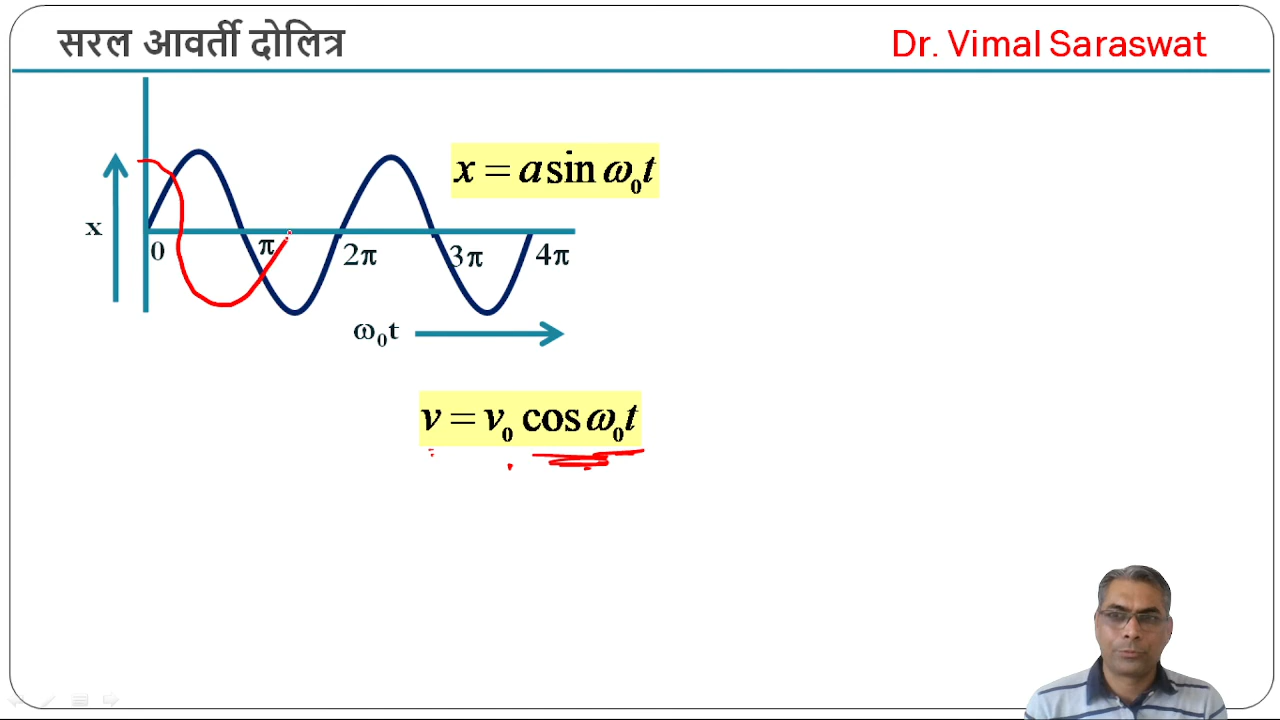 सरल आवर्ती दोलित्र
Dr. Vimal Saraswat
x = a sin ω₀t
x
0
π
2π
3π
4π
ω₀t
v = v₀ cos ω₀t